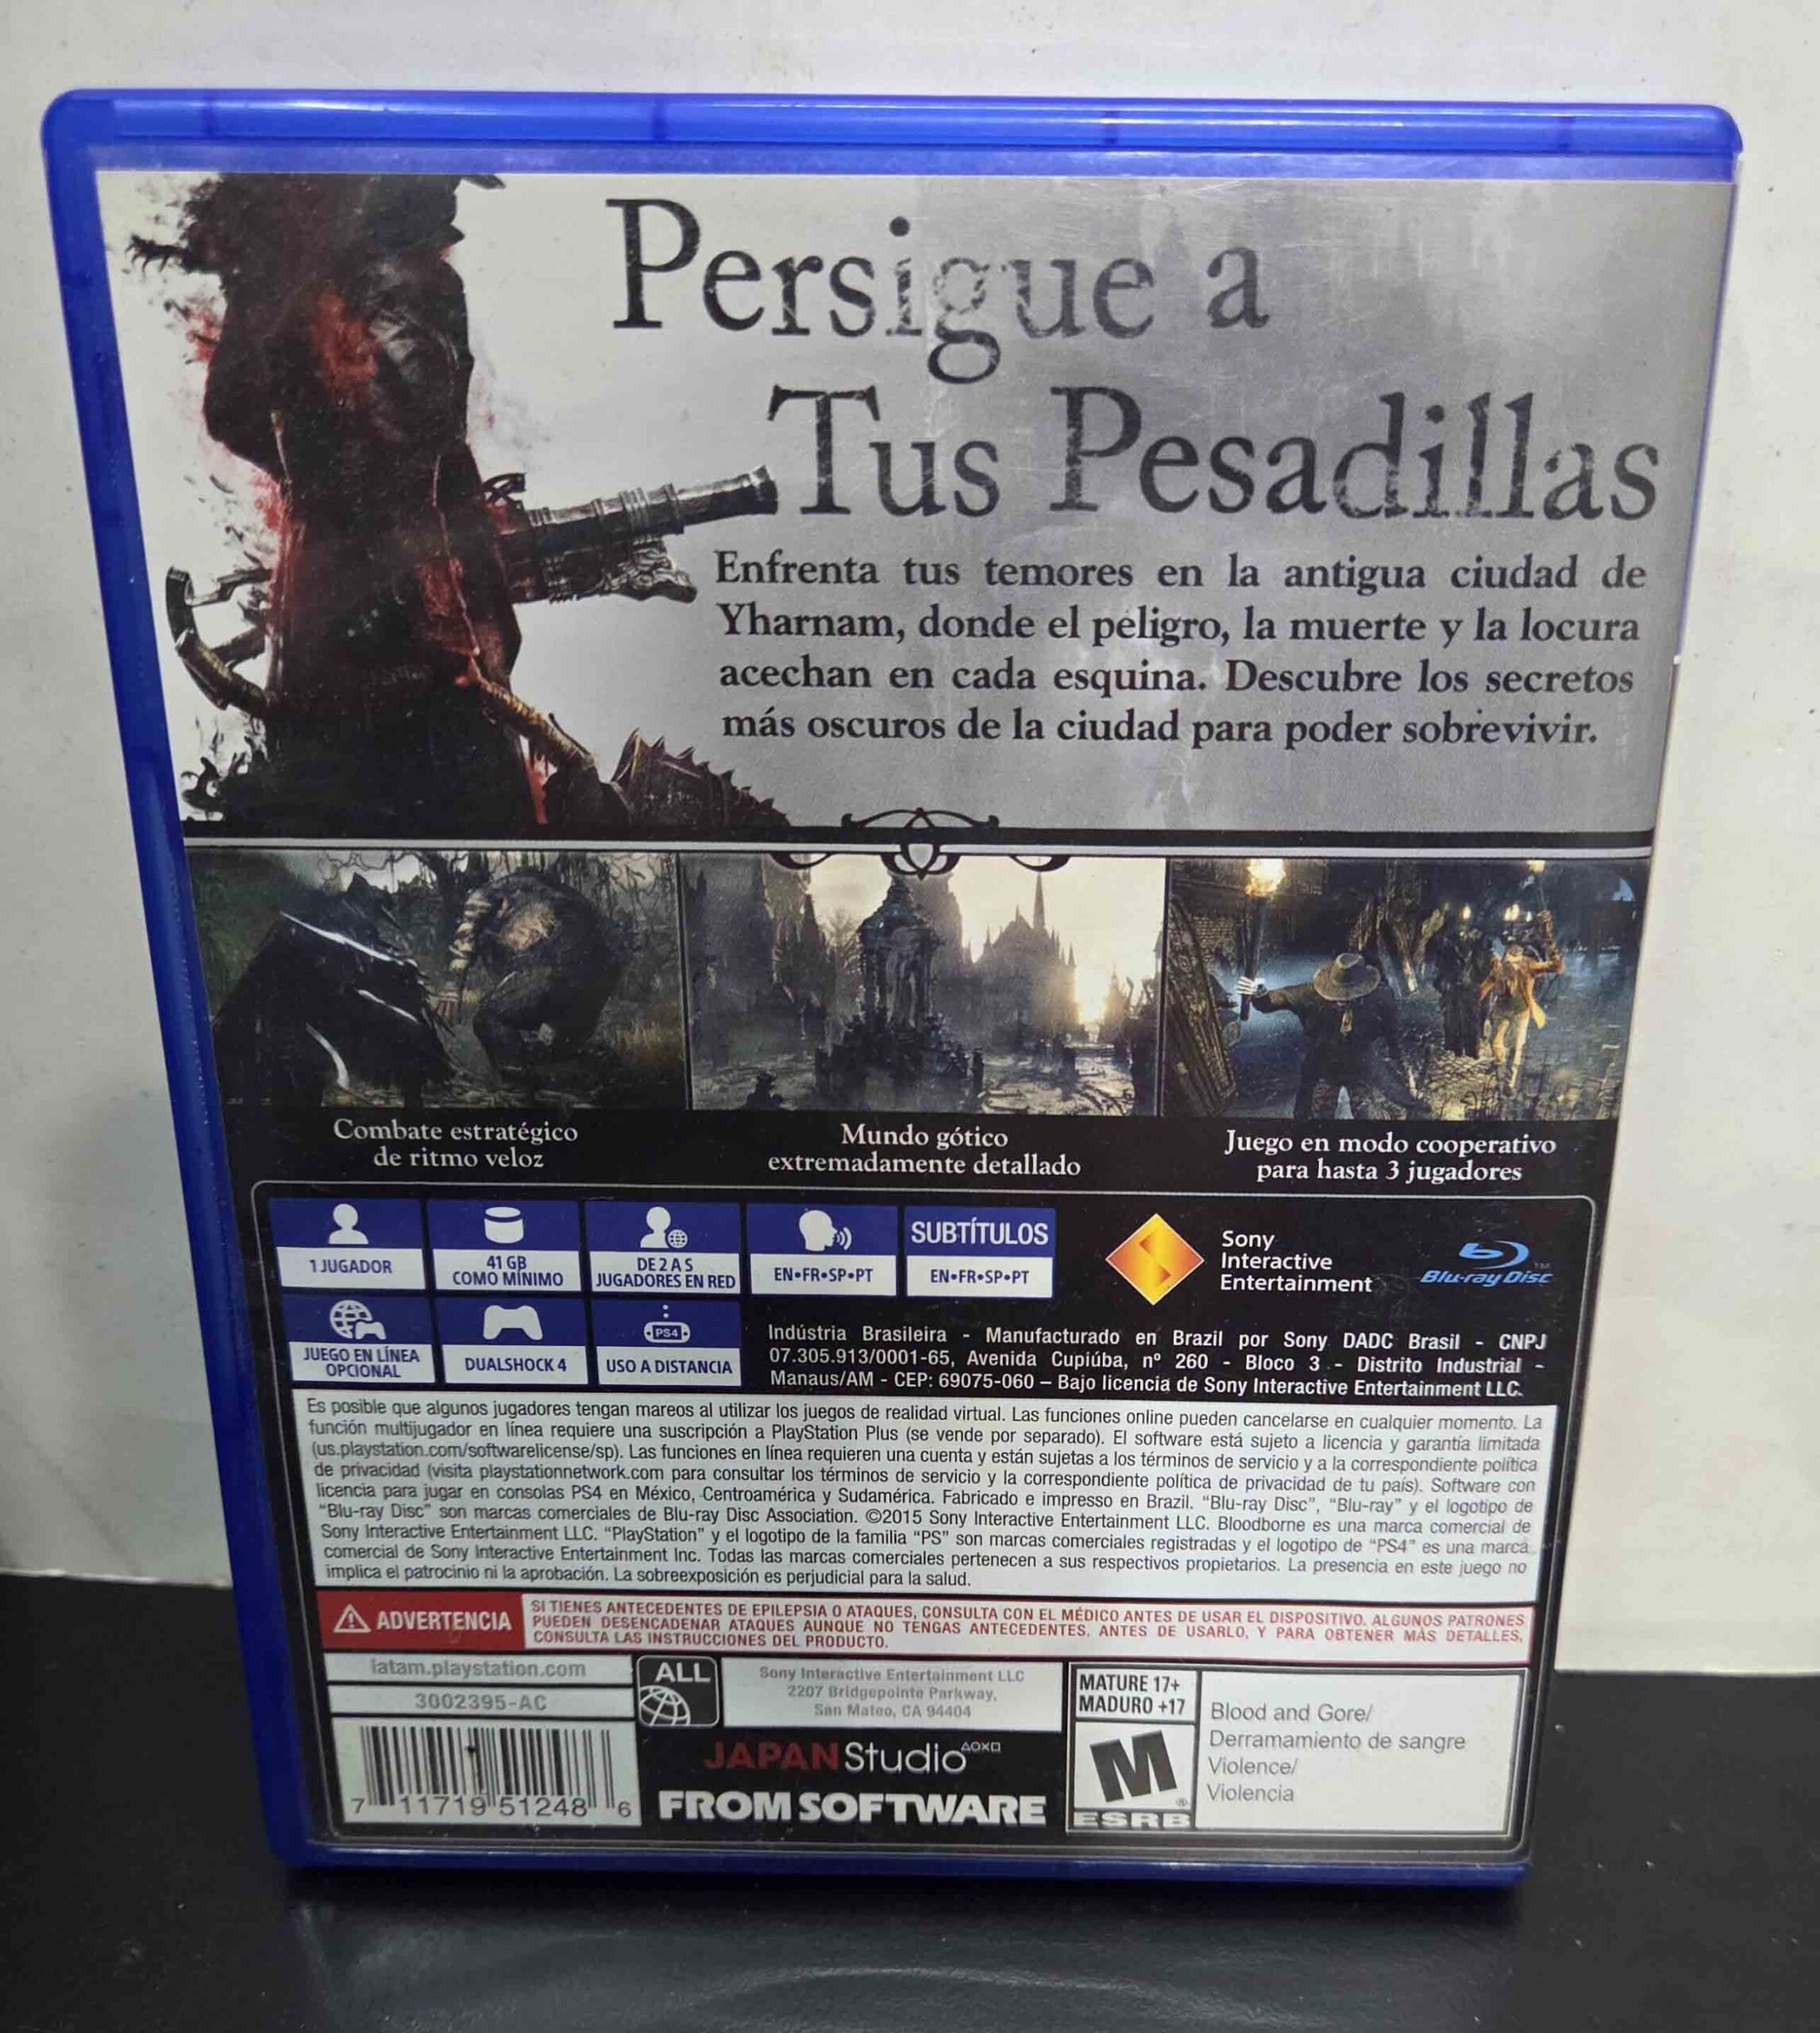 Persigue a
Tus Pesadillas
Enfrenta tus temores en la antigua ciudad de
Yharnam, donde el peligro, la muerte y la locura
acechan en cada esquina. Descubre los secretos
más oscuros de la ciudad para poder sobrevivir.
Combate estratégico
de ritmo veloz
Mundo gótico
extremadamente detallado
Juego en modo cooperativo
para hasta 3 jugadores
1 JUGADOR
41 GB
COMO MÍNIMO
DE 2 A 5
JUGADORES EN RED
EN•FR•SP•PT
SUBTÍTULOS
EN•FR•SP•PT
Sony
Interactive
Entertainment
Blu-ray Disc™
JUEGO EN LÍNEA
OPCIONAL
DUALSHOCK 4
PS4
USO A DISTANCIA
Indústria Brasileira - Manufacturado en Brazil por Sony DADC Brasil - CNPJ
07.305.913/0001-65, Avenida Cupiúba, nº 260 - Bloco 3 - Distrito Industrial -
Manaus/AM - CEP: 69075-060 – Bajo licencia de Sony Interactive Entertainment LLC.
Es posible que algunos jugadores tengan mareos al utilizar los juegos de realidad virtual. Las funciones online pueden cancelarse en cualquier momento. La
función multijugador en línea requiere una suscripción a PlayStation Plus (se vende por separado). El software está sujeto a licencia y garantía limitada
(us.playstation.com/softwarelicense/sp). Las funciones en línea requieren una cuenta y están sujetas a los términos de servicio y a la correspondiente política
de privacidad (visita playstationnetwork.com para consultar los términos de servicio y la correspondiente política de privacidad de tu país). Software con
licencia para jugar en consolas PS4 en México, Centroamérica y Sudamérica. Fabricado e impresso en Brazil. "Blu-ray Disc", "Blu-ray" y el logotipo de
"Blu-ray Disc" son marcas comerciales de Blu-ray Disc Association. ©2015 Sony Interactive Entertainment LLC. Bloodborne es una marca comercial de
Sony Interactive Entertainment LLC. "PlayStation" y el logotipo de la familia "PS" son marcas comerciales registradas y el logotipo de "PS4" es una marca
comercial de Sony Interactive Entertainment Inc. Todas las marcas comerciales pertenecen a sus respectivos propietarios. La presencia en este juego no
implica el patrocinio ni la aprobación. La sobreexposición es perjudicial para la salud.
ADVERTENCIA
SI TIENES ANTECEDENTES DE EPILEPSIA O ATAQUES, CONSULTA CON EL MÉDICO ANTES DE USAR EL DISPOSITIVO. ALGUNOS PATRONES
PUEDEN DESENCADENAR ATAQUES AUNQUE NO TENGAS ANTECEDENTES. ANTES DE USARLO, Y PARA OBTENER MÁS DETALLES,
CONSULTA LAS INSTRUCCIONES DEL PRODUCTO.
latam.playstation.com
3002395-AC
ALL
Sony Interactive Entertainment LLC
2207 Bridgepointe Parkway,
San Mateo, CA 94404
MATURE 17+
MADURO +17
M
®
ESRB
Blood and Gore/
Derramamiento de sangre
Violence/
Violencia
JAPAN Studio
FROM SOFTWARE
7 11719 51248 6